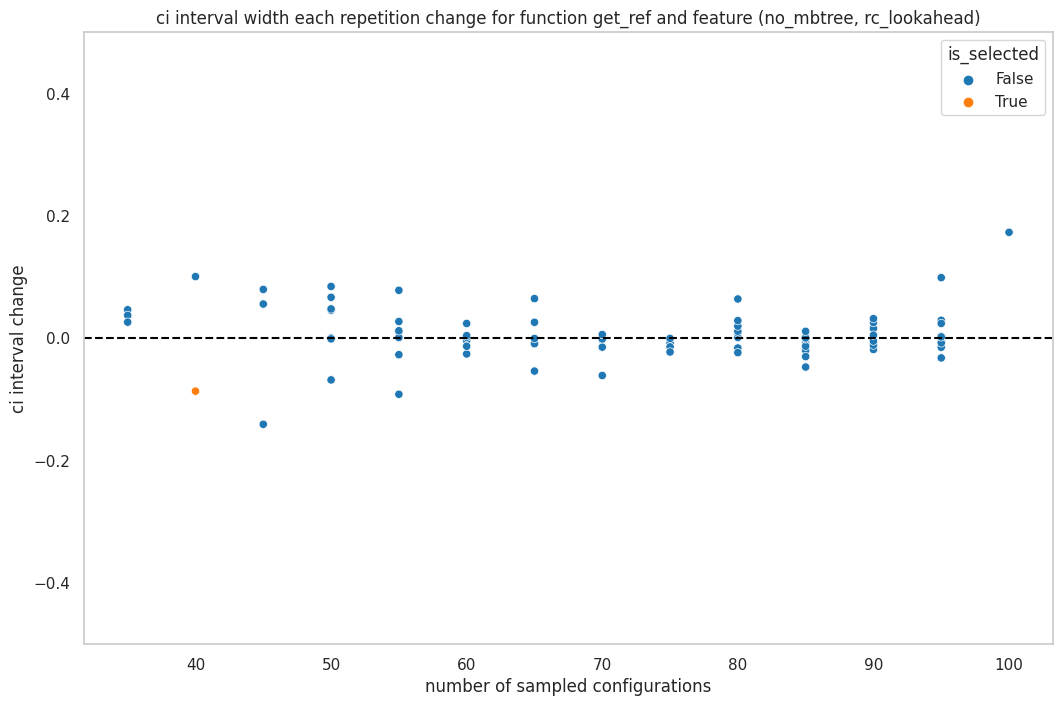 ci interval width each repetition change for function get_ref and feature (no_mbtree, rc_lookahead)
is_selected
False
True
ci interval change
0.4
0.2
0.0
−0.2
−0.4
40 50 60 70 80 90 100
number of sampled configurations